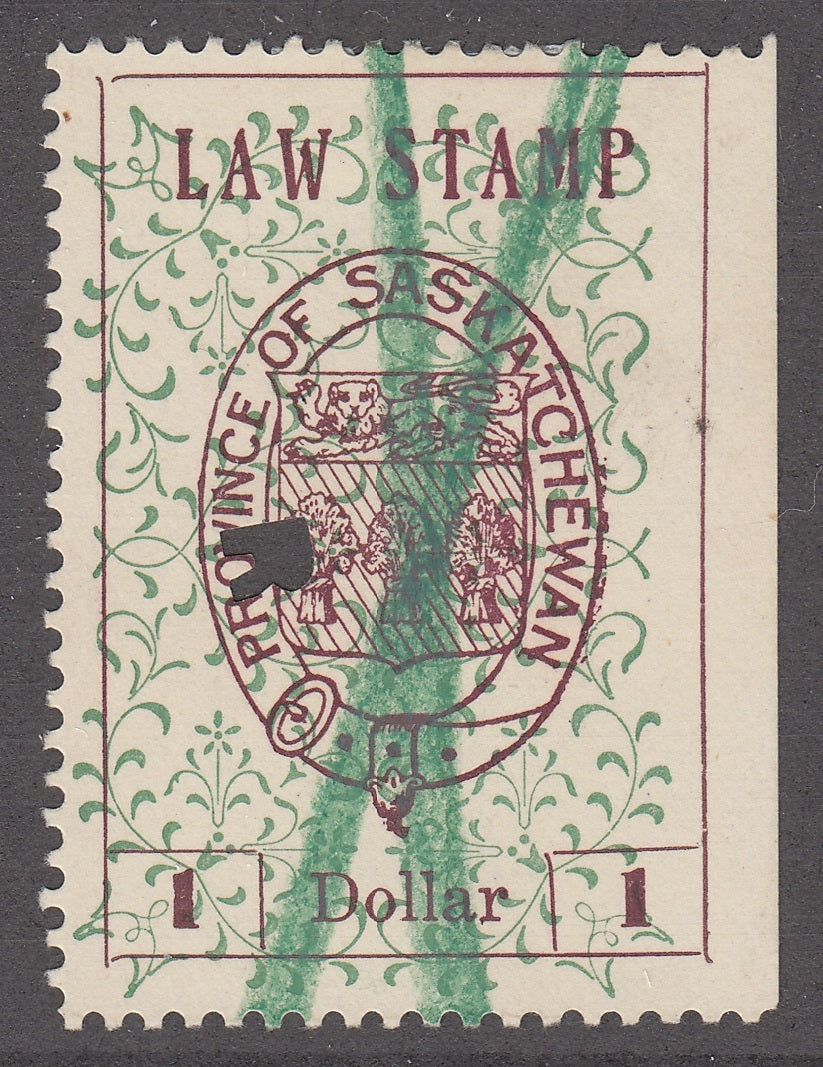 LAW STAMP
PROVINCE OF SASKATCHEWAN
1 Dollar 1